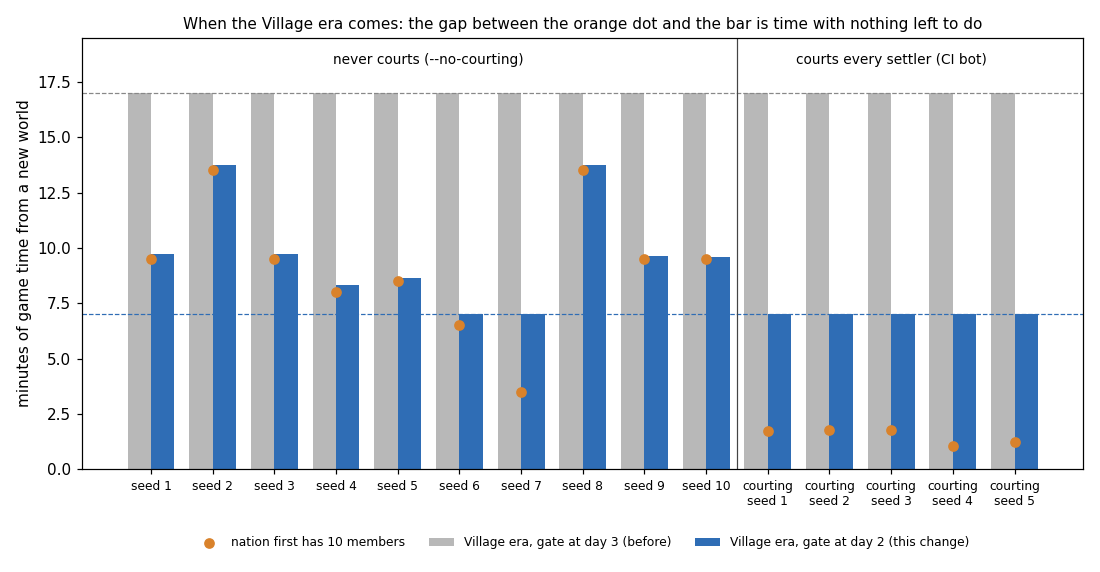 When the Village era comes: the gap between the orange dot and the bar is time with nothing left to do
never courts (--no-courting)
courts every settler (CI bot)
minutes of game time from a new world
17.5
15.0
12.5
10.0
7.5
5.0
2.5
0.0
seed 1
seed 2
seed 3
seed 4
seed 5
seed 6
seed 7
seed 8
seed 9
seed 10
courting
seed 1
courting
seed 2
courting
seed 3
courting
seed 4
courting
seed 5
nation first has 10 members
Village era, gate at day 3 (before)
Village era, gate at day 2 (this change)